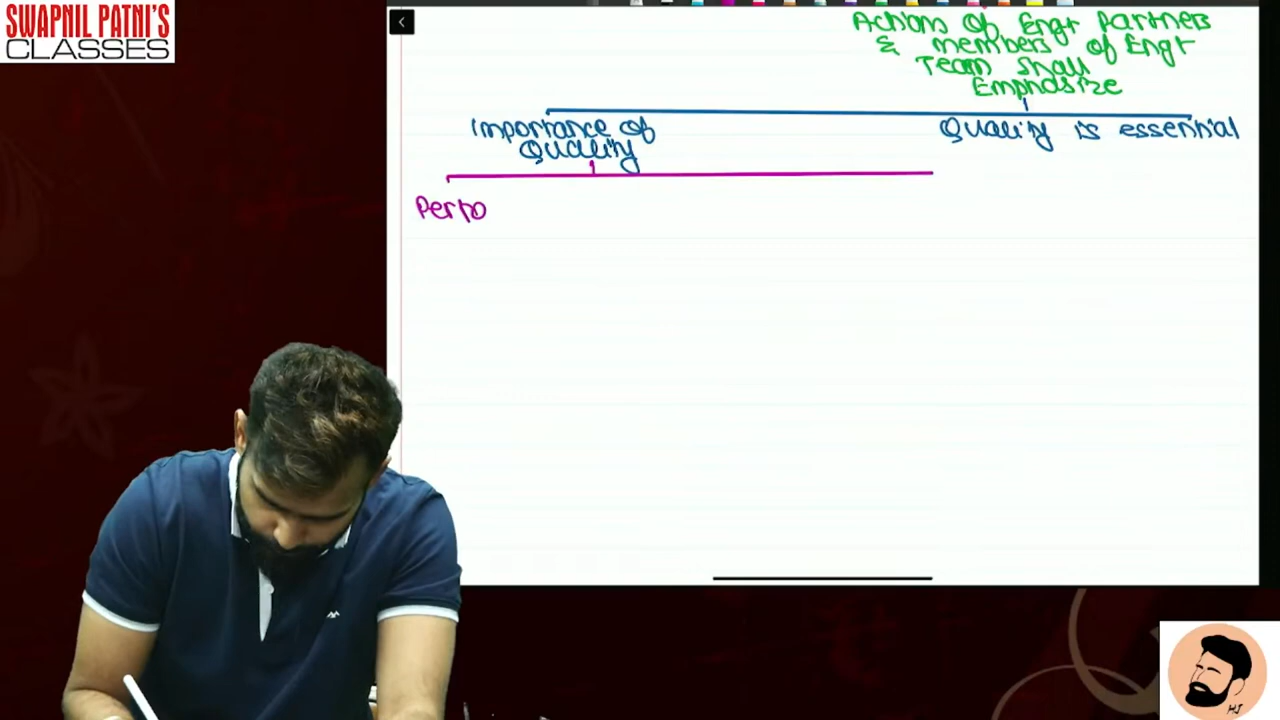 SWAPNIL PATNI'S
CLASSES
Actions Of Engt Partners
& members of Engt
Team shall
Emphasize
Importance of
Quality
Quality is essential
Perfo
HJ